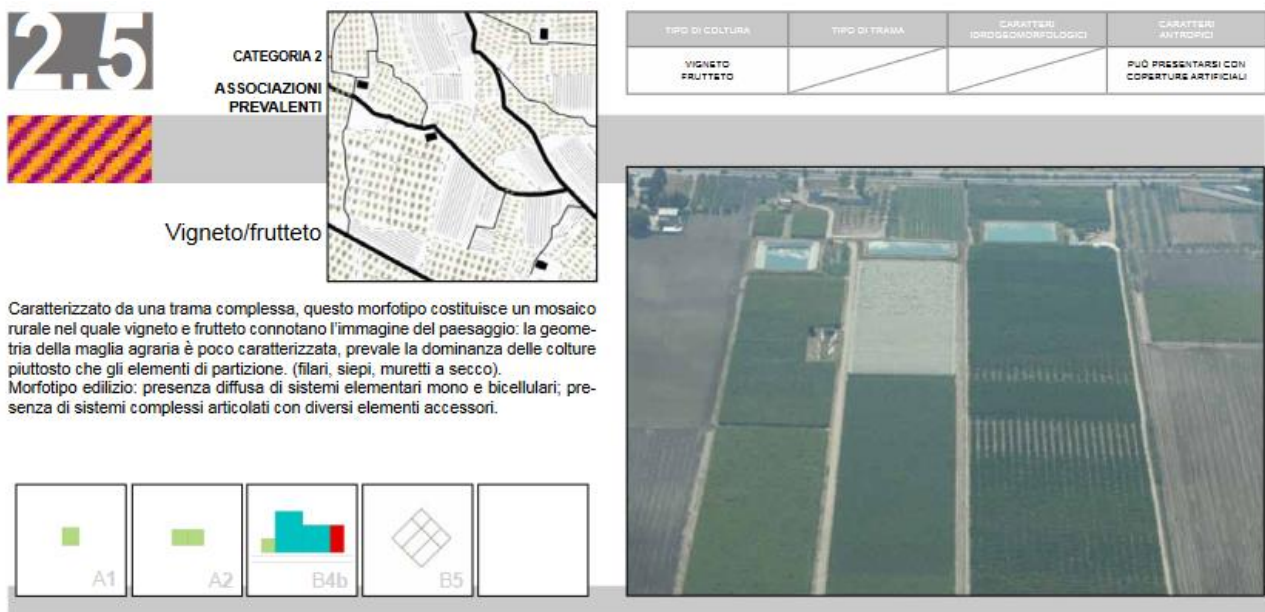 2.5
CATEGORIA 2
ASSOCIAZIONI
PREVALENTI
Vigneto/frutteto
Caratterizzato da una trama complessa, questo morfotipo costituisce un mosaico
rurale nel quale vigneto e frutteto connotano l'immagine del paesaggio: la geome-
tria della maglia agraria è poco caratterizzata, prevale la dominanza delle colture
piuttosto che gli elementi di partizione. (filari, siepi, muretti a secco).
Morfotipo edilizio: presenza diffusa di sistemi elementari mono e bicellulari; pre-
senza di sistemi complessi articolati con diversi elementi accessori.
A1 A2 B4b B5
TIPO DI COLTURA TIPO DI TRAMA CARATTERI CARATTERI
IDROGEOMORFOLOGICI ANTROPICI
VIGNETO PUÒ PRESENTARSI CON
FRUTTETO COPERTURE ARTIFICIALI